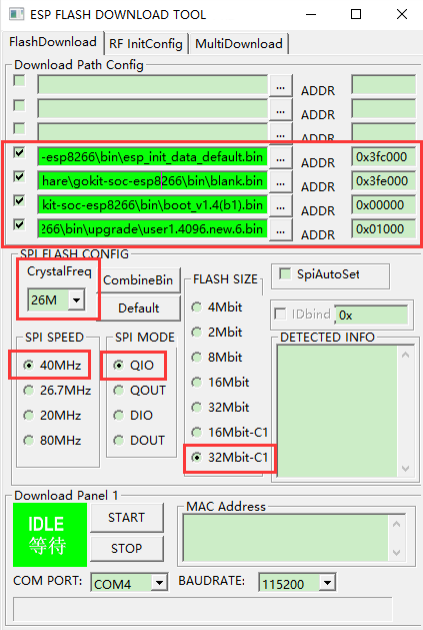 ESP FLASH DOWNLOAD TOOL
FlashDownload RF InitConfig MultiDownload
Download Path Config
... ADDR
... ADDR
... ADDR
-esp8266\bin\esp_init_data_default.bin ... ADDR 0x3fc000
hare\gokit-soc-esp8266\bin\blank.bin ... ADDR 0x3fe000
kit-soc-esp8266\bin\boot_v1.4(b1).bin ... ADDR 0x00000
266\bin\upgrade\user1.4096.new.6.bin ... ADDR 0x01000
SPI FLASH CONFIG
CrystalFreq
26M
CombineBin
Default
SPI SPEED
40MHz
26.7MHz
20MHz
80MHz
SPI MODE
QIO
QOUT
DIO
DOUT
FLASH SIZE
4Mbit
2Mbit
8Mbit
16Mbit
32Mbit
16Mbit-C1
32Mbit-C1
SpiAutoSet
IDbind 0x
DETECTED INFO
Download Panel 1
IDLE
等待
START
STOP
MAC Address
COM PORT: COM4 BAUDRATE: 115200